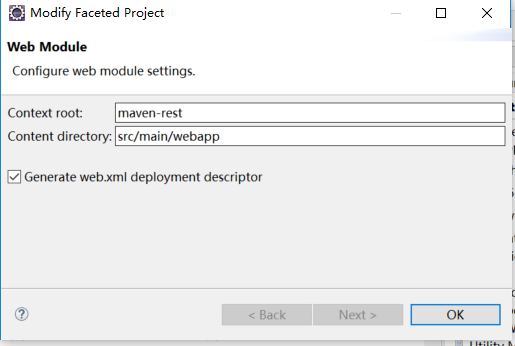 Modify Faceted Project
Web Module
Configure web module settings.
Context root: maven-rest
Content directory: src/main/webapp
Generate web.xml deployment descriptor
? < Back Next > OK